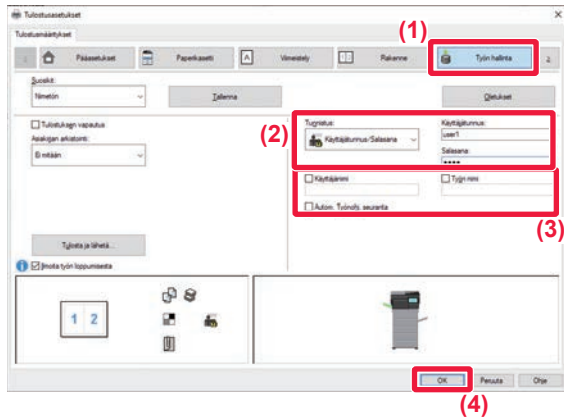 Tulostusasetukset
Tulostusmääritykset
(1)
Pääasetukset
Paperikasetti
Viimeistely
Rakenne
Työn hallinta
Suosikit:
Nimetön
Tallenna
Oletukset
Tulostuksen vapautus
Asiakirjan arkistointi:
Ei mitään
(2)
Tunnistus:
Käyttäjätunnus/Salasana
Käyttäjätunnus:
user1
Salasana:
••••
Käyttäjänimi
Työn nimi
Autom. Työnohj. seuranta
(3)
Tulosta ja lähetä...
Ilmoita työn loppumisesta
1 2
OK
Peruuta
Ohje
(4)